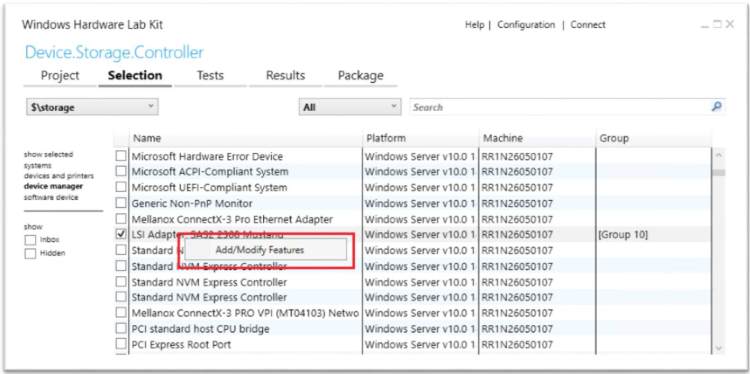 Windows Hardware Lab Kit
Help | Configuration | Connect
Device.Storage.Controller
Project Selection Tests Results Package
$\storage
All
Search
Name Platform Machine Group
show selected
systems
devices and printers
device manager
software device
show
Inbox
Hidden
Microsoft Hardware Error Device Windows Server v10.0 1 RR1N26050107
Microsoft ACPI-Compliant System Windows Server v10.0 1 RR1N26050107
Microsoft UEFI-Compliant System Windows Server v10.0 1 RR1N26050107
Generic Non-PnP Monitor Windows Server v10.0 1 RR1N26050107
Mellanox ConnectX-3 Pro Ethernet Adapter Windows Server v10.0 1 RR1N26050107
LSI Adapter, SAS2 2308 Mustang Windows Server v10.0 1 RR1N26050107 [Group 10]
Add/Modify Features
Standard N Windows Server v10.0 1 RR1N26050107
Standard NVM Express Controller Windows Server v10.0 1 RR1N26050107
Standard NVM Express Controller Windows Server v10.0 1 RR1N26050107
Standard NVM Express Controller Windows Server v10.0 1 RR1N26050107
Mellanox ConnectX-3 PRO VPI (MT04103) Netwo Windows Server v10.0 1 RR1N26050107
PCI standard host CPU bridge Windows Server v10.0 1 RR1N26050107
PCI Express Root Port Windows Server v10.0 1 RR1N26050107